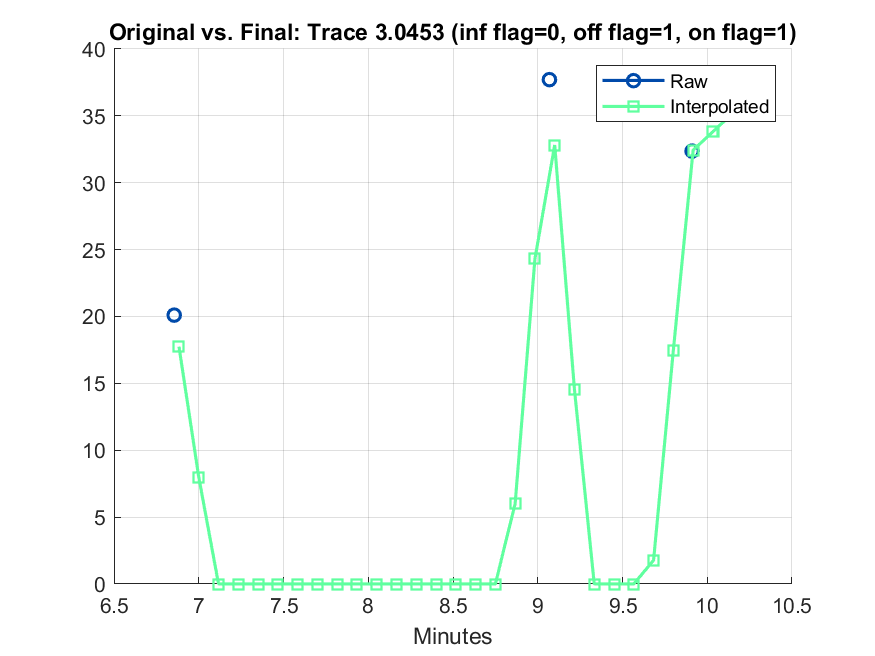 Original vs. Final: Trace 3.0453 (inf flag=0, off flag=1, on flag=1)
40
35
30
25
20
15
10
5
0
Raw
Interpolated
6.5 7 7.5 8 8.5 9 9.5 10 10.5
Minutes